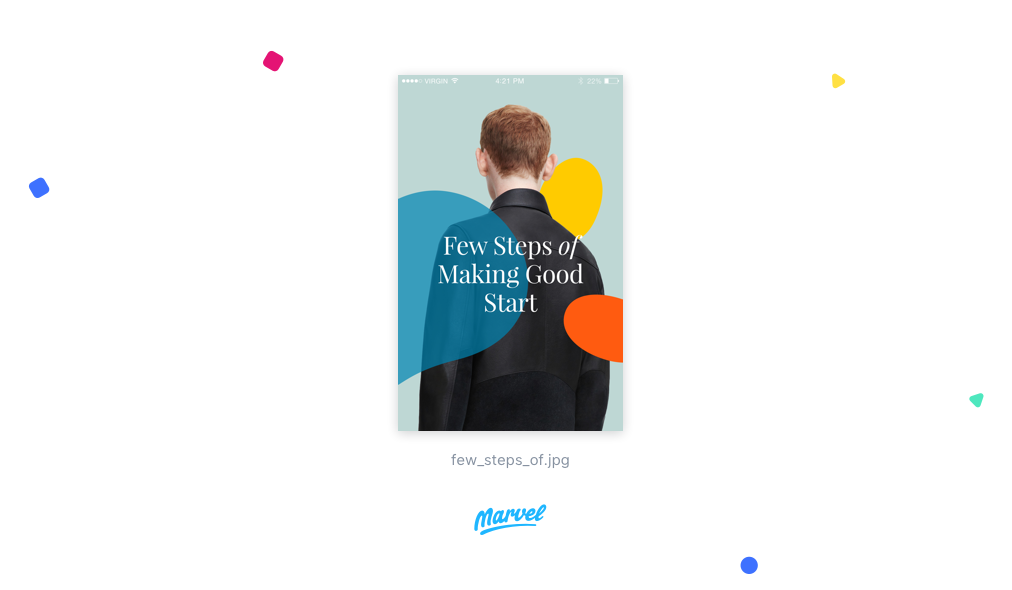 VIRGIN 4:21 PM 22%
Few Steps of
Making Good
Start
few_steps_of.jpg
Marvel